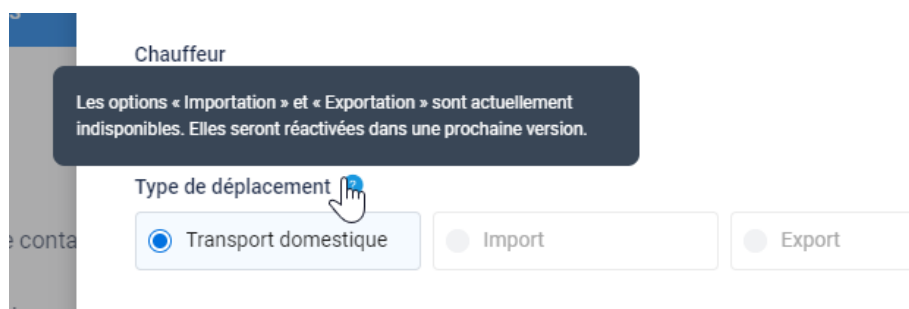 Chauffeur
Les options « Importation » et « Exportation » sont actuellement
indisponibles. Elles seront réactivées dans une prochaine version.
Type de déplacement
e conta
Transport domestique
Import
Export